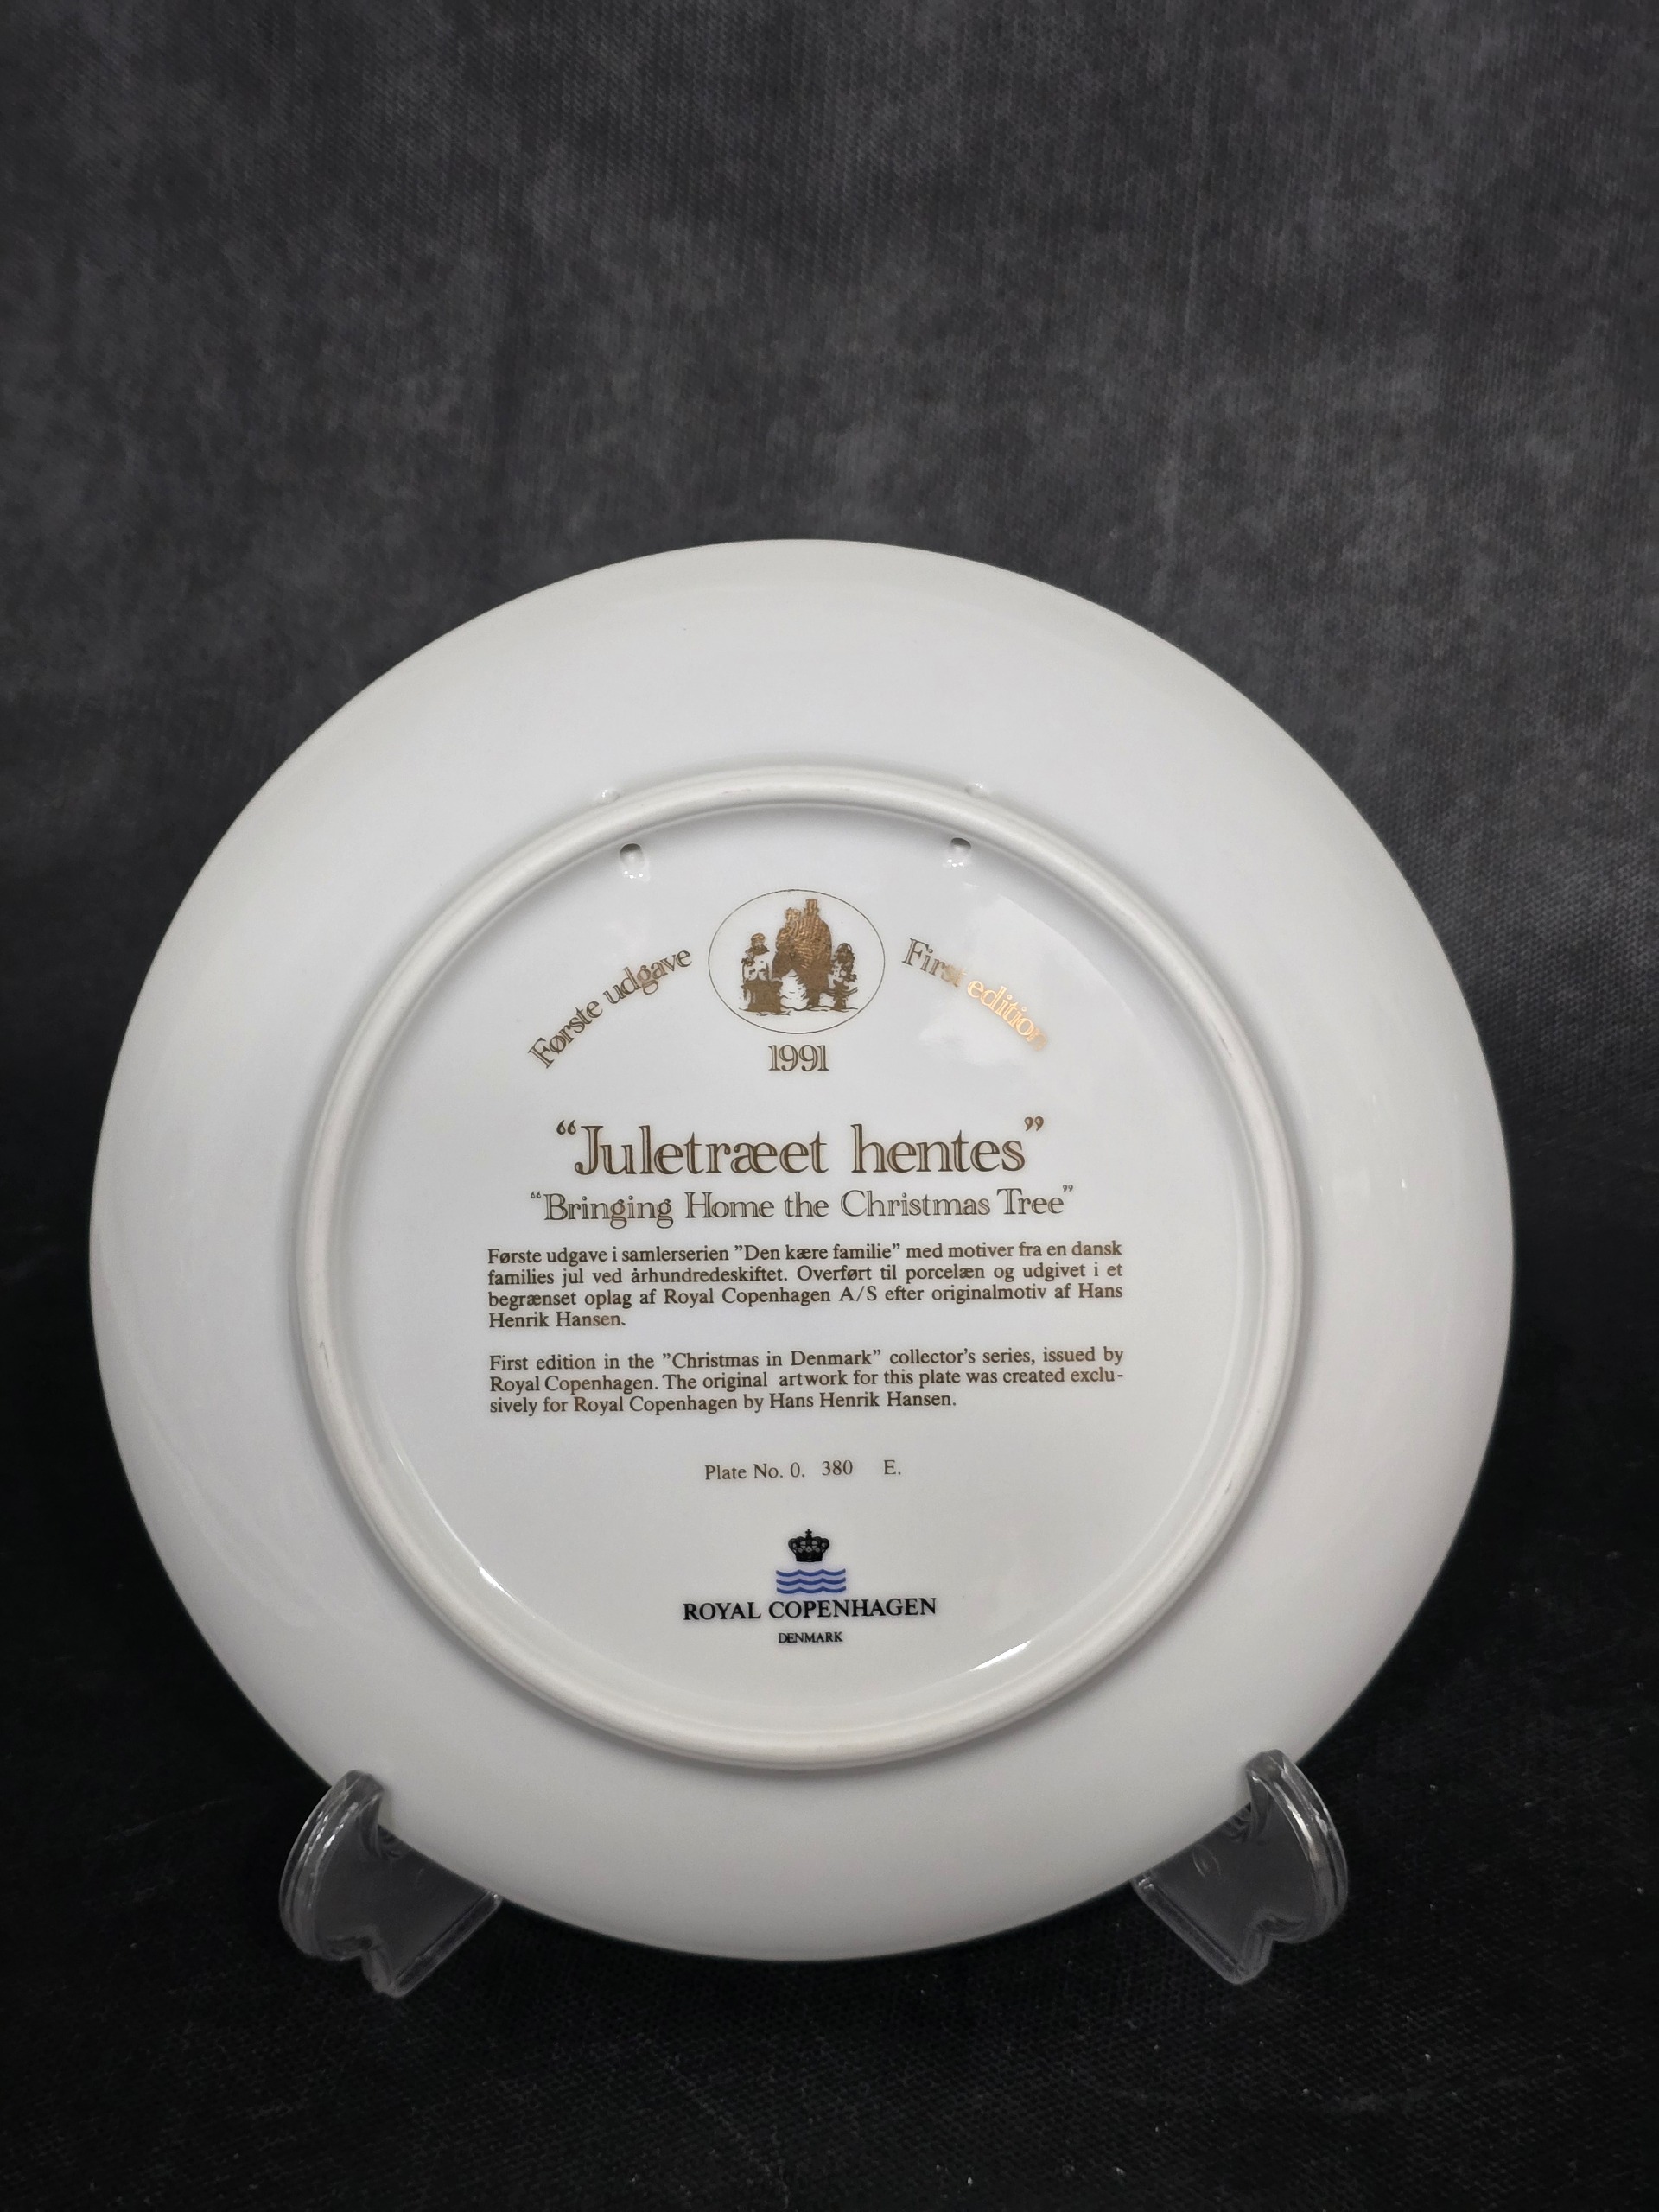 Første udgave
First edition
1991
“Juletræet hentes”
“Bringing Home the Christmas Tree”
Første udgave i samlerserien ”Den kære familie” med motiver fra en dansk
families jul ved århundredeskiftet. Overført til porcelæn og udgivet i et
begrænset oplag af Royal Copenhagen A/S efter originalmotiv af Hans
Henrik Hansen.
First edition in the ”Christmas in Denmark” collector’s series, issued by
Royal Copenhagen. The original artwork for this plate was created exclu-
sively for Royal Copenhagen by Hans Henrik Hansen.
Plate No. 0. 380 E.
ROYAL COPENHAGEN
DENMARK